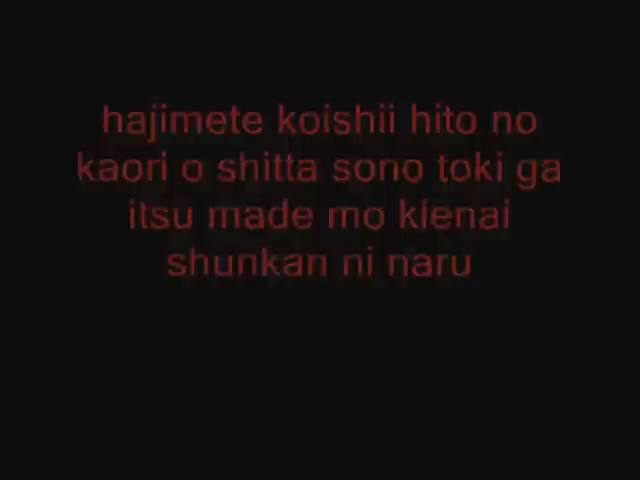 hajimete koishii hito no
kaori o shitta sono toki ga
itsu made mo kienai
shunkan ni naru